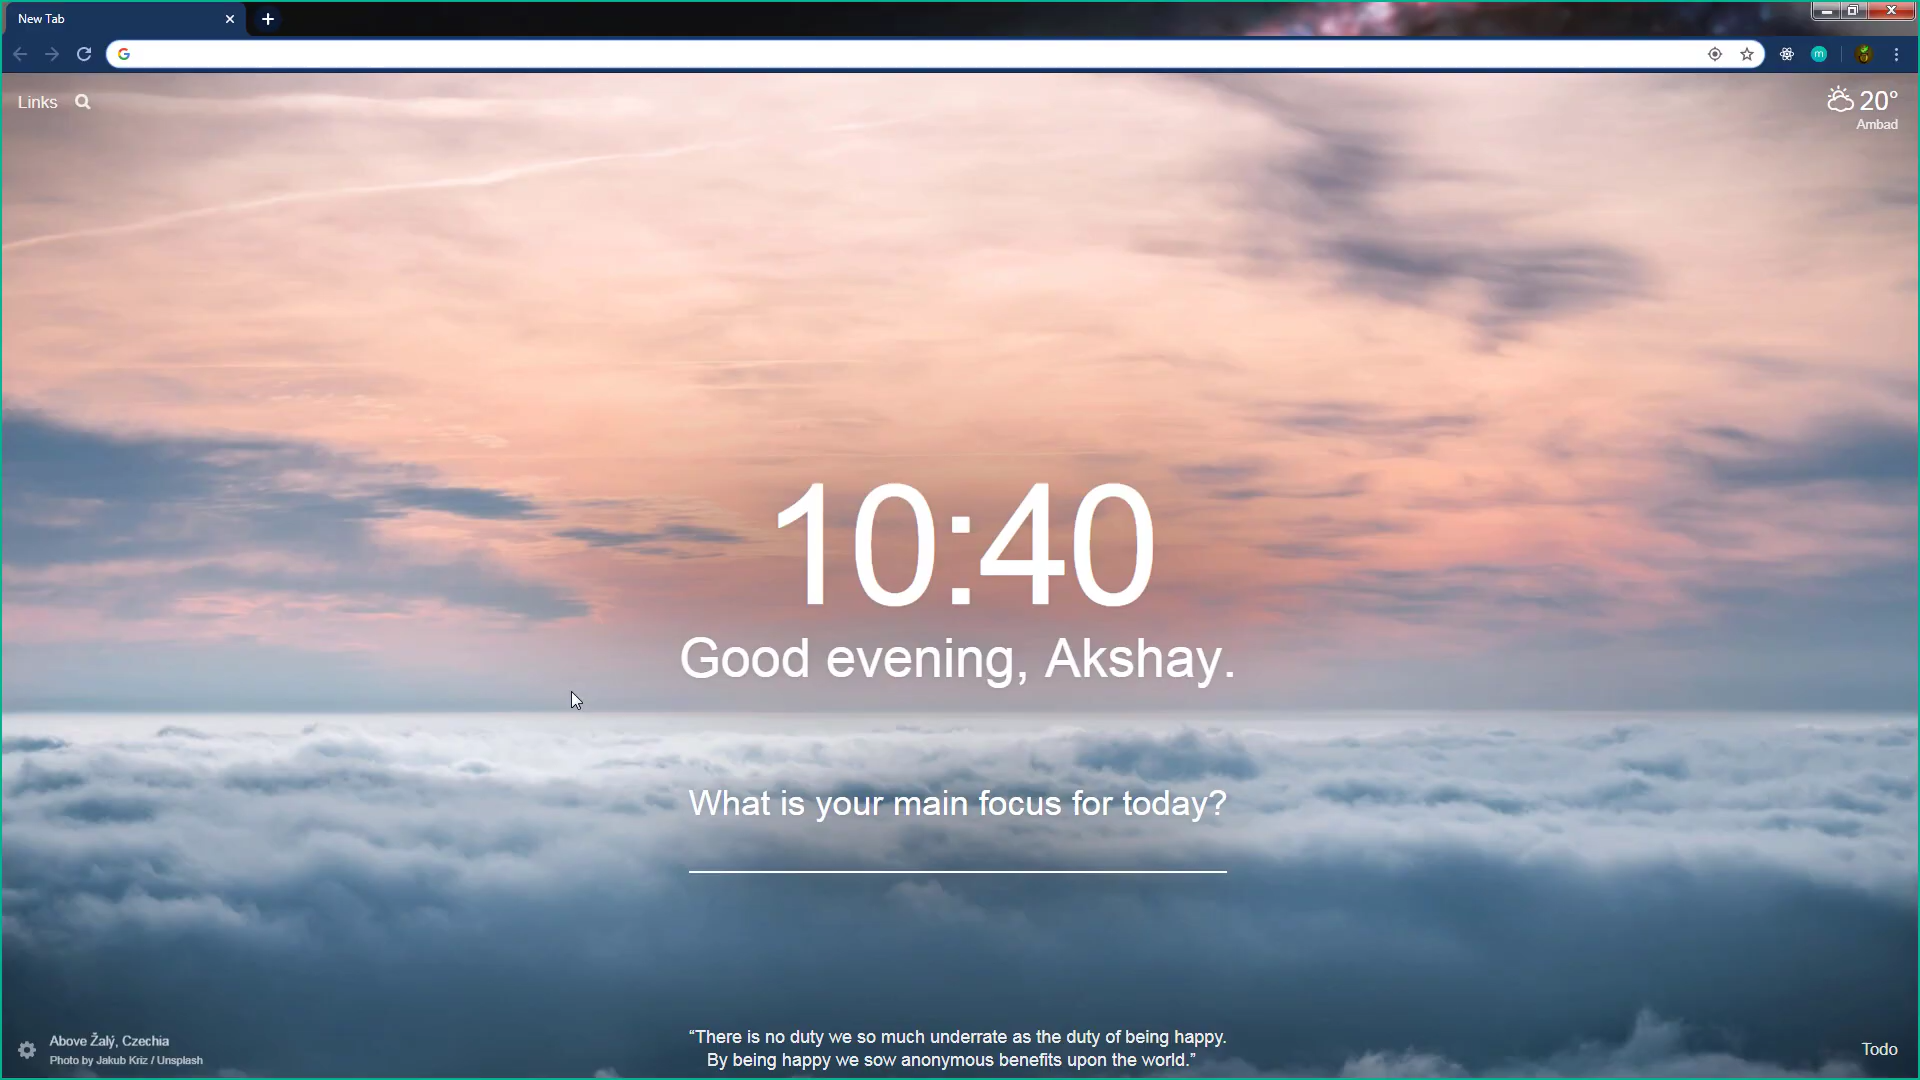 New Tab
Links
20°
Ambad
10:40
Good evening, Akshay.
What is your main focus for today?
Above Žalý, Czechia
Photo by Jakub Kriz / Unsplash
“There is no duty we so much underrate as the duty of being happy.
By being happy we sow anonymous benefits upon the world.”
Todo